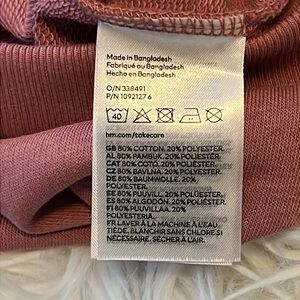 Made in Bangladesh
Fabriqué au Bangladesh
Hecho en Bangladesh
O/N 338491
P/N 1092127 6
40
hm.com/takecare
GB 80% COTTON. 20% POLYESTER.
AL 80% PAMBUK. 20% POLIESTER.
CAT 80% COTÓ. 20% POLIÈSTER.
CZ 80% BAVLNA. 20% POLYESTER.
DE 80% BAUMWOLLE. 20%
POLYESTER.
EE 80% PUUVILL. 20% POLÜESTER.
ES 80% ALGODÓN. 20% POLIÉSTER.
FI 80% PUUVILLAA. 20%
POLYESTERIÄ.
FR LAVER À LA MACHINE À L'EAU
TIÈDE. BLANCHIR SANS CHLORE SI
NÉCESSAIRE. SÉCHER À L'AIR.